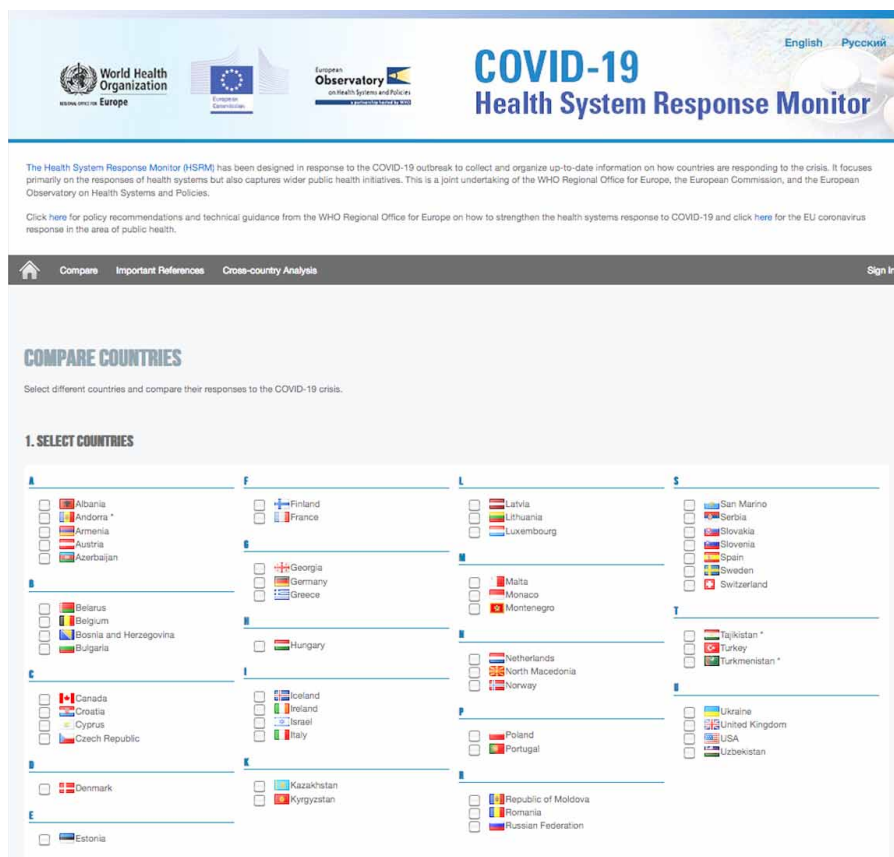 English Русский
World Health
Organization
REGIONAL OFFICE FOR Europe
European
Commission
European
Observatory
on Health Systems and Policies
a partnership hosted by WHO
COVID-19
Health System Response Monitor
The Health System Response Monitor (HSRM) has been designed in response to the COVID-19 outbreak to collect and organize up-to-date information on how countries are responding to the crisis. It focuses
primarily on the responses of health systems but also captures wider public health initiatives. This is a joint undertaking of the WHO Regional Office for Europe, the European Commission, and the European
Observatory on Health Systems and Policies.
Click here for policy recommendations and technical guidance from the WHO Regional Office for Europe on how to strengthen the health systems response to COVID-19 and click here for the EU coronavirus
response in the area of public health.
Compare Important References Cross-country Analysis Sign In
COMPARE COUNTRIES
Select different countries and compare their responses to the COVID-19 crisis.
1. SELECT COUNTRIES
A
Albania
Andorra *
Armenia
Austria
Azerbaijan
B
Belarus
Belgium
Bosnia and Herzegovina
Bulgaria
C
Canada
Croatia
Cyprus
Czech Republic
D
Denmark
E
Estonia
F
Finland
France
G
Georgia
Germany
Greece
H
Hungary
I
Iceland
Ireland
Israel
Italy
K
Kazakhstan
Kyrgyzstan
L
Latvia
Lithuania
Luxembourg
M
Malta
Monaco
Montenegro
N
Netherlands
North Macedonia
Norway
P
Poland
Portugal
R
Republic of Moldova
Romania
Russian Federation
S
San Marino
Serbia
Slovakia
Slovenia
Spain
Sweden
Switzerland
T
Tajikistan *
Turkey
Turkmenistan *
U
Ukraine
United Kingdom
USA
Uzbekistan